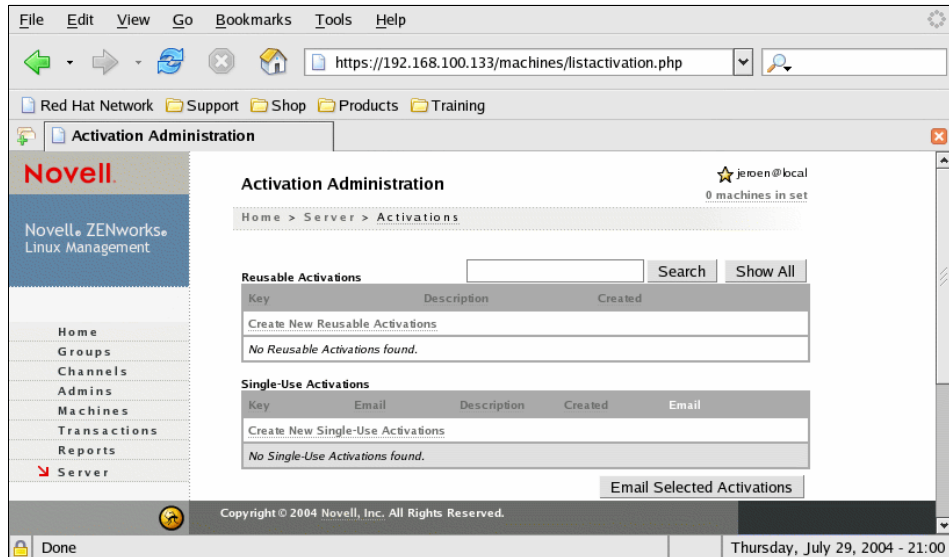 File Edit View Go Bookmarks Tools Help
https://192.168.100.133/machines/listactivation.php
Red Hat Network Support Shop Products Training
Activation Administration
Novell.
Novell® ZENworks®
Linux Management
Home
Groups
Channels
Admins
Machines
Transactions
Reports
Server
Activation Administration
jeroen@local
0 machines in set
Home > Server > Activations
Reusable Activations
Search Show All
Key Description Created
Create New Reusable Activations
No Reusable Activations found.
Single-Use Activations
Key Email Description Created Email
Create New Single-Use Activations
No Single-Use Activations found.
Email Selected Activations
Copyright © 2004 Novell, Inc. All Rights Reserved.
Done
Thursday, July 29, 2004 - 21:00